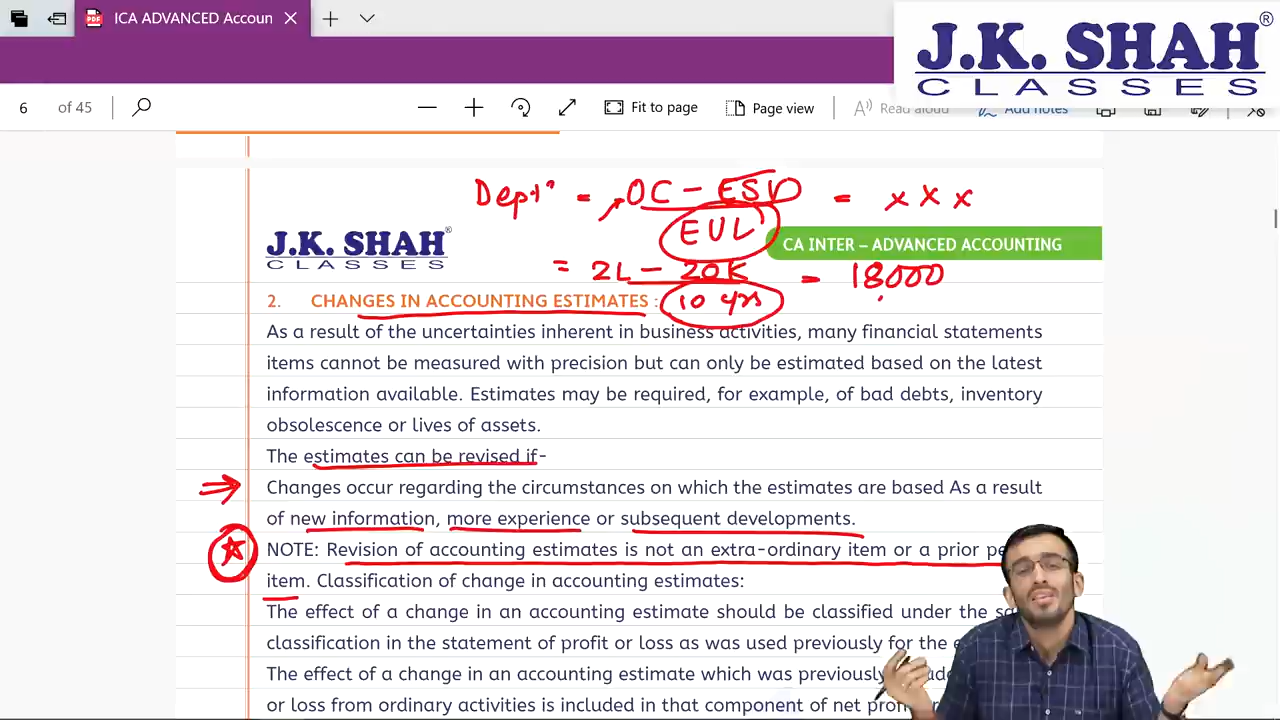 ICA ADVANCED Accoun
J.K. SHAH®
CLASSES
6 of 45
Fit to page
Page view
Read aloud
Add notes
Deptn = OC - ESV = x x x
EUL
J.K. SHAH®
CLASSES
CA INTER – ADVANCED ACCOUNTING
= 2L - 20K = 18000
10 yrs
2. CHANGES IN ACCOUNTING ESTIMATES :
As a result of the uncertainties inherent in business activities, many financial statements
items cannot be measured with precision but can only be estimated based on the latest
information available. Estimates may be required, for example, of bad debts, inventory
obsolescence or lives of assets.
The estimates can be revised if-
Changes occur regarding the circumstances on which the estimates are based As a result
of new information, more experience or subsequent developments.
NOTE: Revision of accounting estimates is not an extra-ordinary item or a prior
item. Classification of change in accounting estimates:
The effect of a change in an accounting estimate should be classified under the
classification in the statement of profit or loss as was used previously for the
The effect of a change in an accounting estimate which was previously
or loss from ordinary activities is included in that component of net